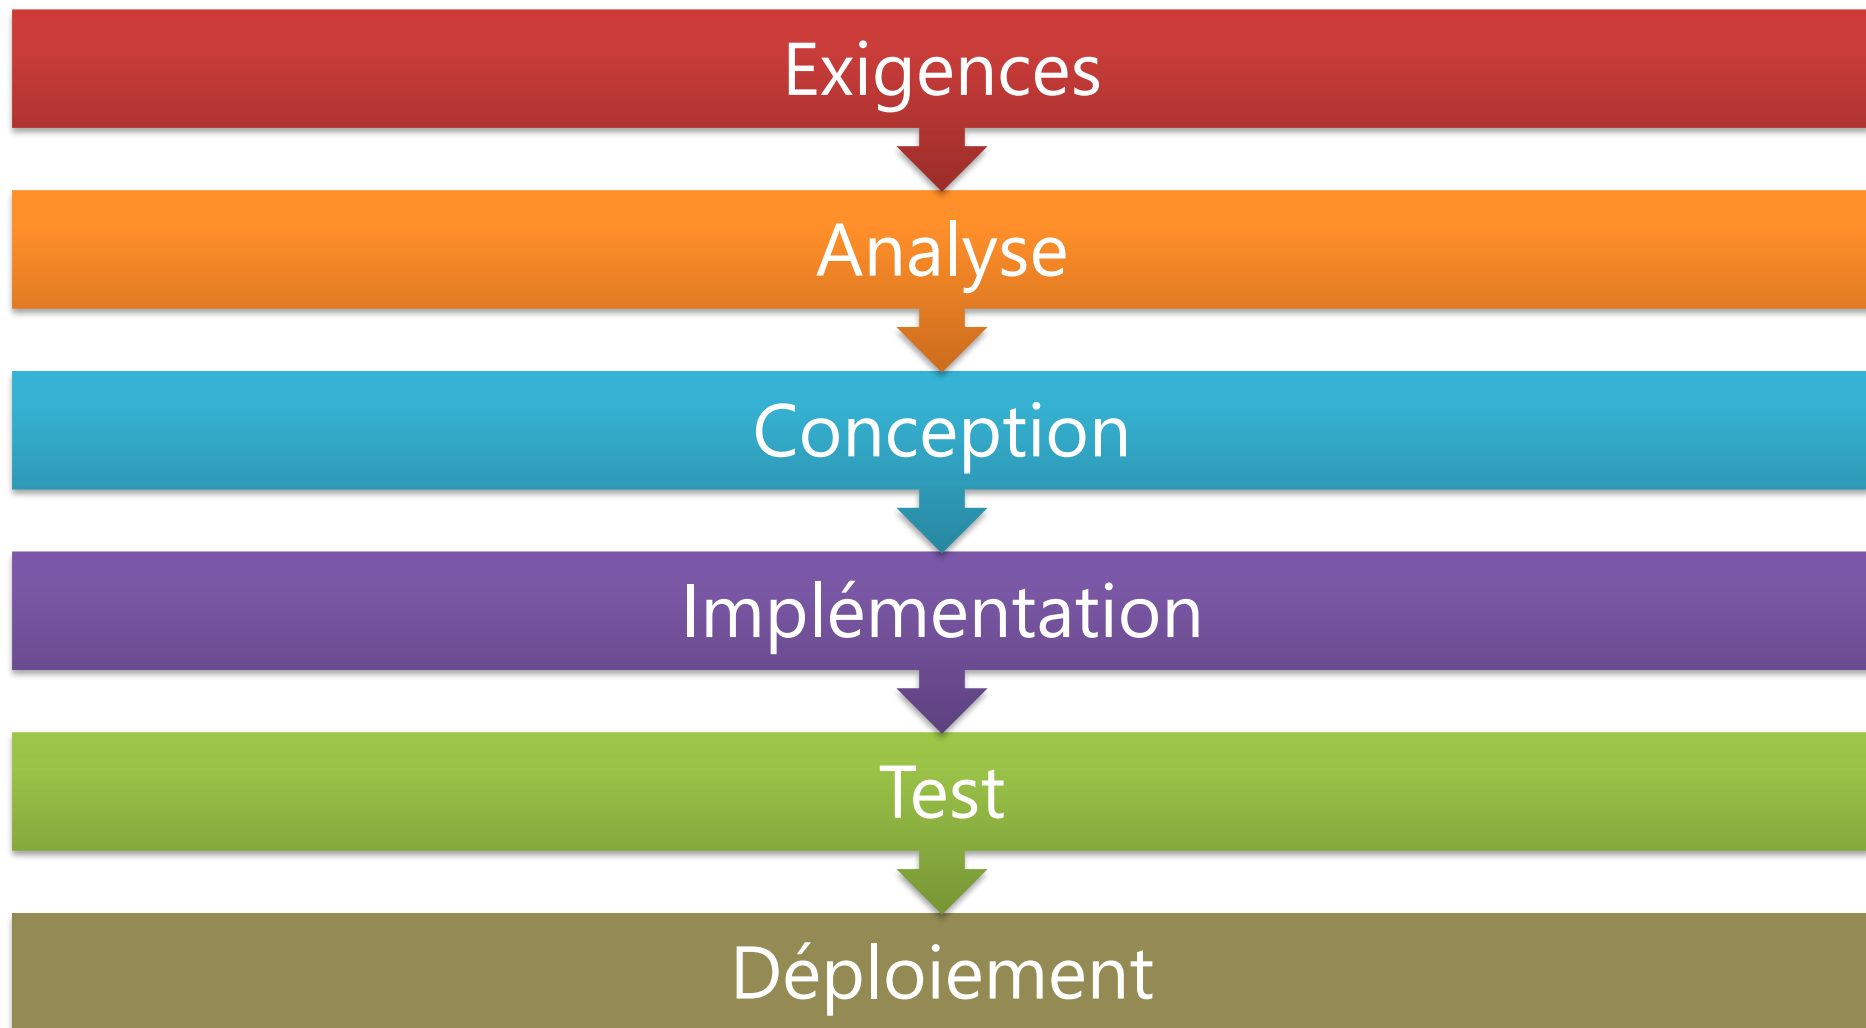 Exigences
Analyse
Conception
Implémentation
Test
Déploiement